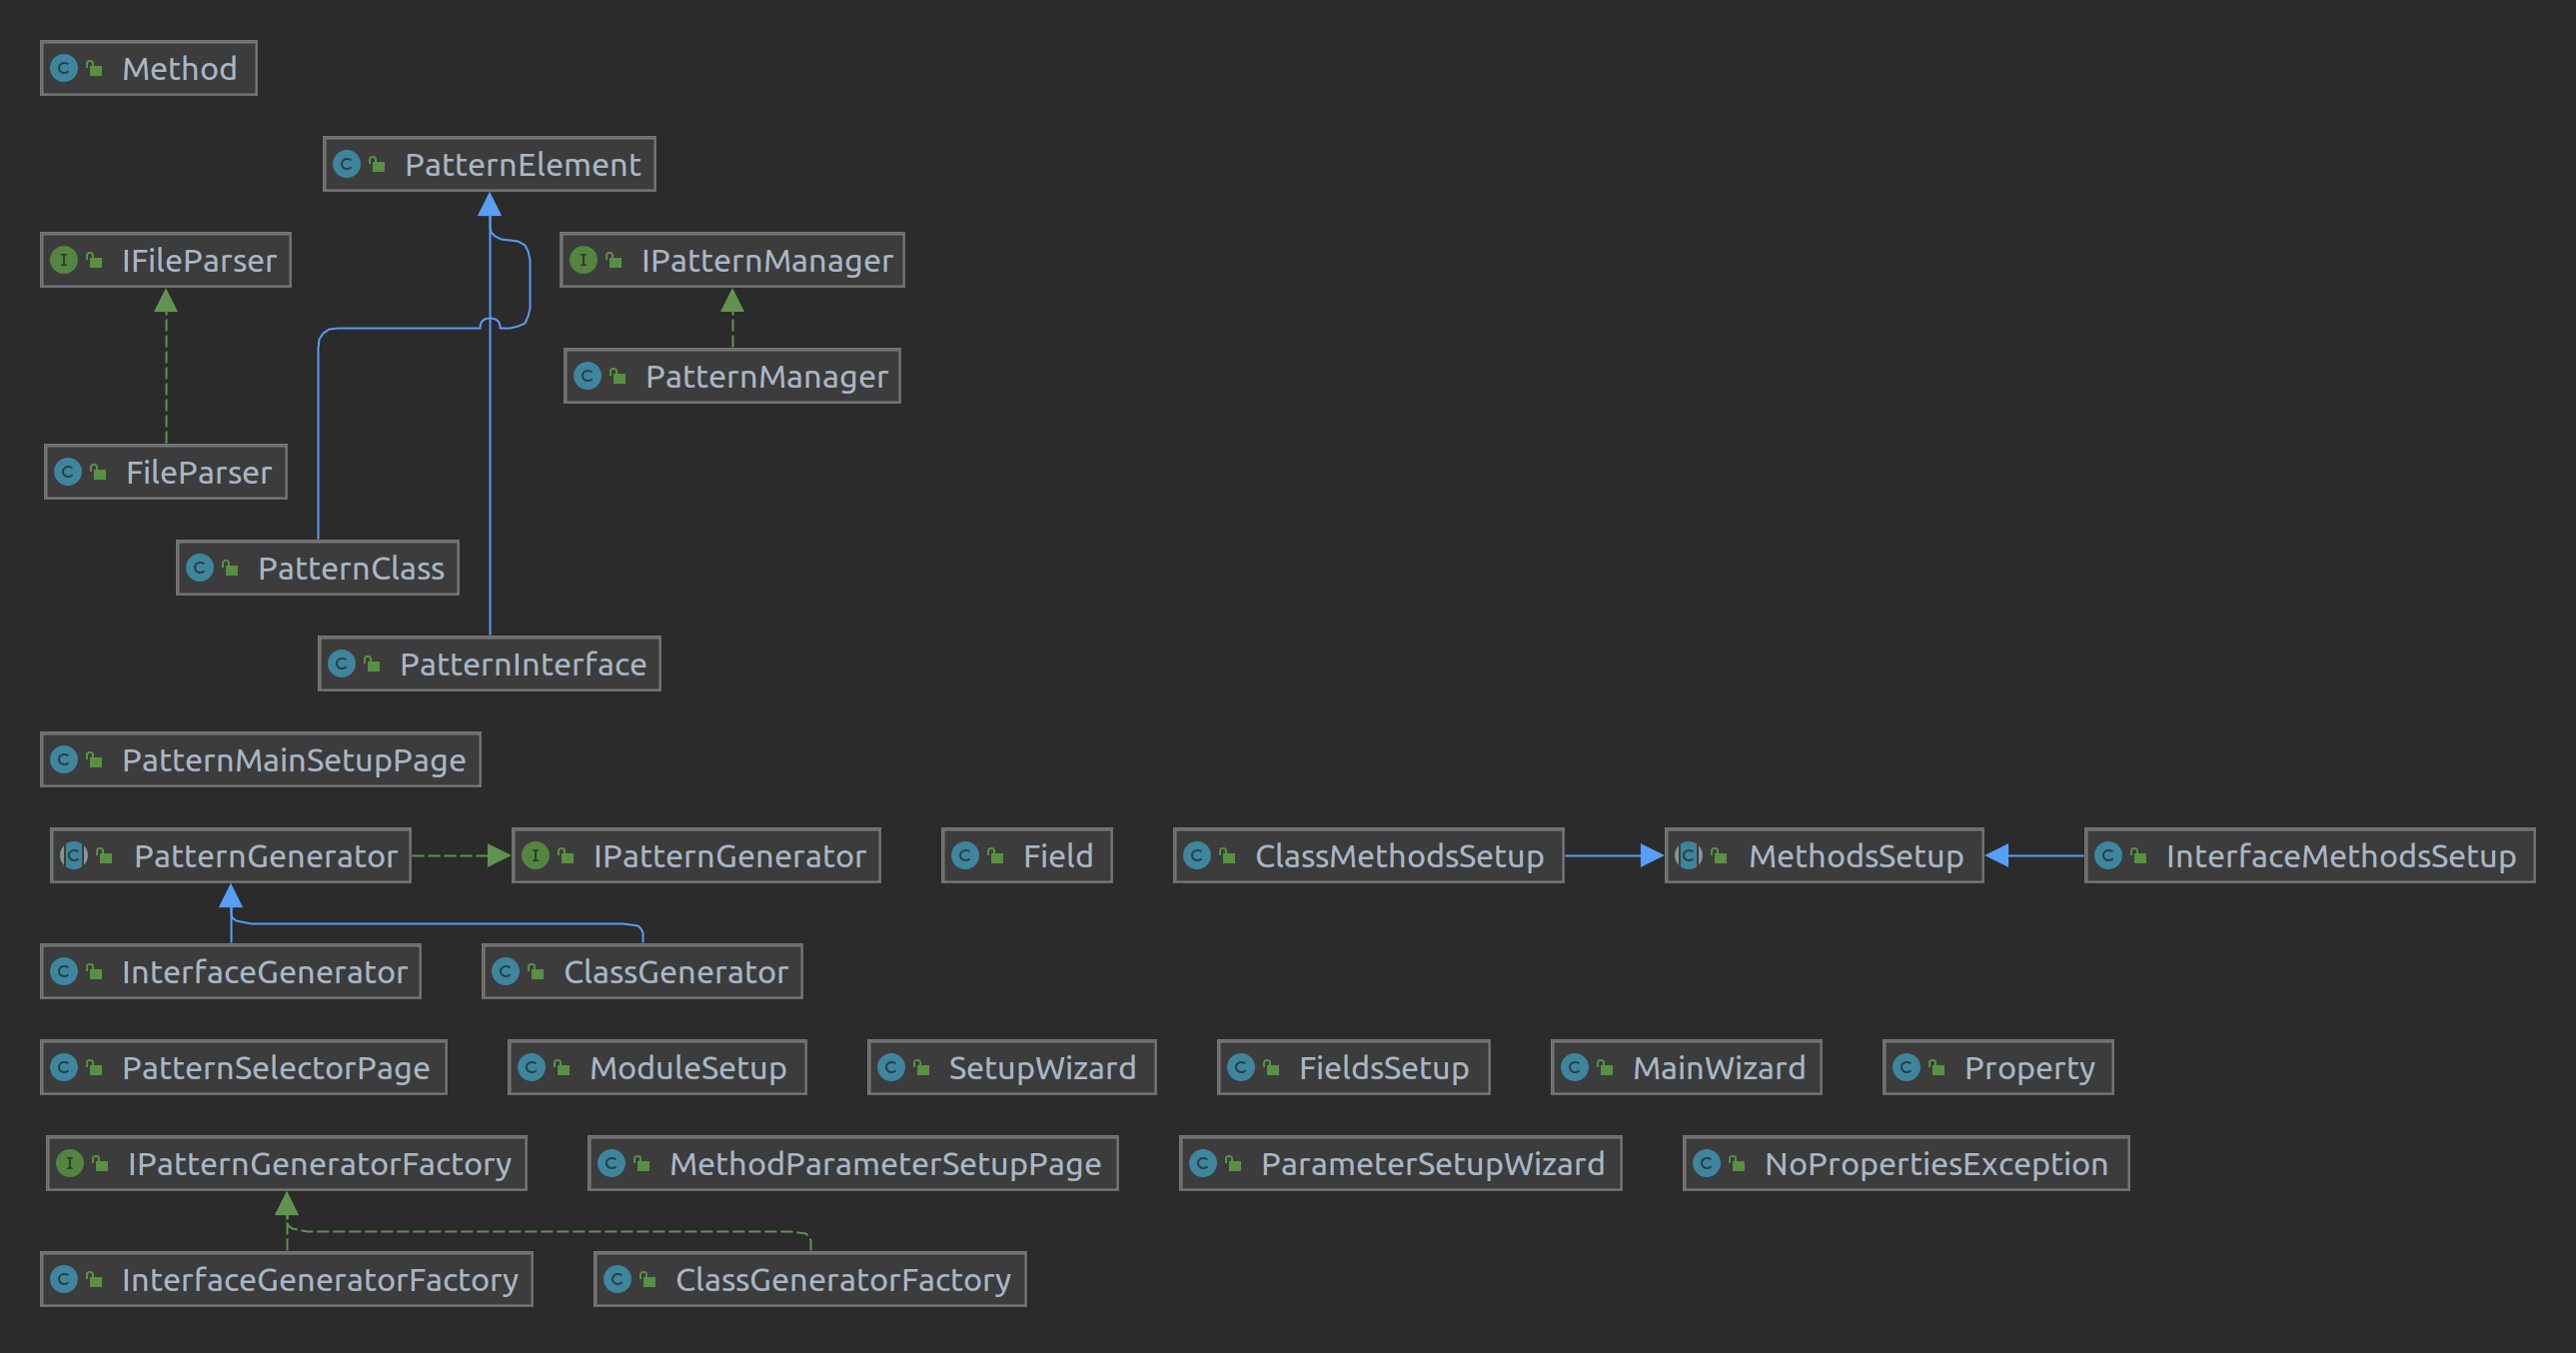 Method
PatternElement
IFileParser
IPatternManager
PatternManager
FileParser
PatternClass
PatternInterface
PatternMainSetupPage
PatternGenerator
IPatternGenerator
Field
ClassMethodsSetup
MethodsSetup
InterfaceMethodsSetup
InterfaceGenerator
ClassGenerator
PatternSelectorPage
ModuleSetup
SetupWizard
FieldsSetup
MainWizard
Property
IPatternGeneratorFactory
MethodParameterSetupPage
ParameterSetupWizard
NoPropertiesException
InterfaceGeneratorFactory
ClassGeneratorFactory